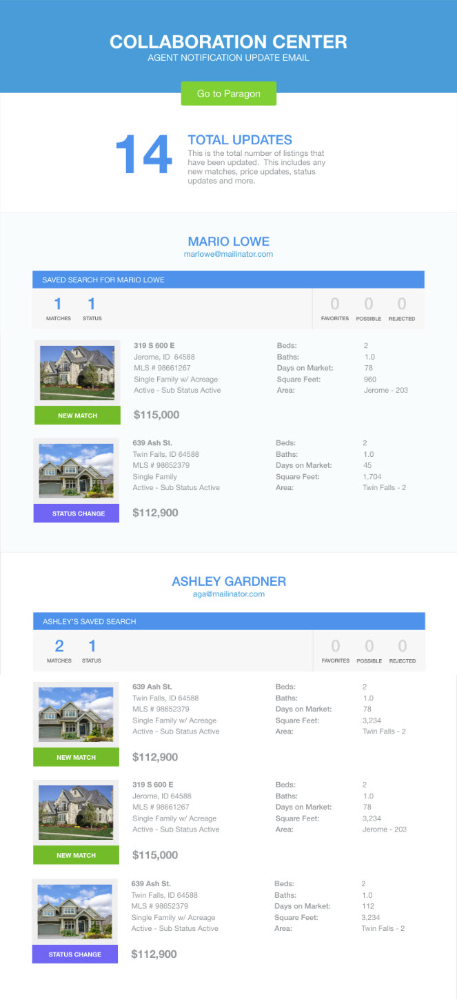 COLLABORATION CENTER
AGENT NOTIFICATION UPDATE EMAIL
Go to Paragon
14
TOTAL UPDATES
This is the total number of listings that
have been updated.  This includes any
new matches, price updates, status
updates and more.
MARIO LOWE
marlowe@mailinator.com
SAVED SEARCH FOR MARIO LOWE
1 1 0 0 0
MATCHES STATUS FAVORITES POSSIBLE REJECTED
319 S 600 E Beds: 2
Jerome, ID  64588 Baths: 1.0
MLS # 98661267 Days on Market: 78
Single Family w/ Acreage Square Feet: 960
Active - Sub Status Active Area: Jerome - 203
NEW MATCH $115,000
639 Ash St. Beds: 2
Twin Falls, ID 64588 Baths: 1.0
MLS # 98652379 Days on Market: 45
Single Family Square Feet: 1,704
Active - Sub Status Active Area: Twin Falls - 2
STATUS CHANGE $112,900
ASHLEY GARDNER
aga@mailinator.com
ASHLEY'S SAVED SEARCH
2 1 0 0 0
MATCHES STATUS FAVORITES POSSIBLE REJECTED
639 Ash St. Beds: 2
Twin Falls, ID 64588 Baths: 1.0
MLS # 98652379 Days on Market: 78
Single Family w/ Acreage Square Feet: 3,234
Active - Sub Status Active Area: Twin Falls - 2
NEW MATCH $112,900
319 S 600 E Beds: 2
Jerome, ID 64588 Baths: 1.0
MLS # 98661267 Days on Market: 78
Single Family w/ Acreage Square Feet: 3,234
Active - Sub Status Active Area: Jerome - 203
NEW MATCH $115,000
639 Ash St. Beds: 2
Twin Falls, ID 64588 Baths: 1.0
MLS # 98652379 Days on Market: 112
Single Family w/ Acreage Square Feet: 3,234
Active - Sub Status Active Area: Twin Falls - 2
STATUS CHANGE $112,900